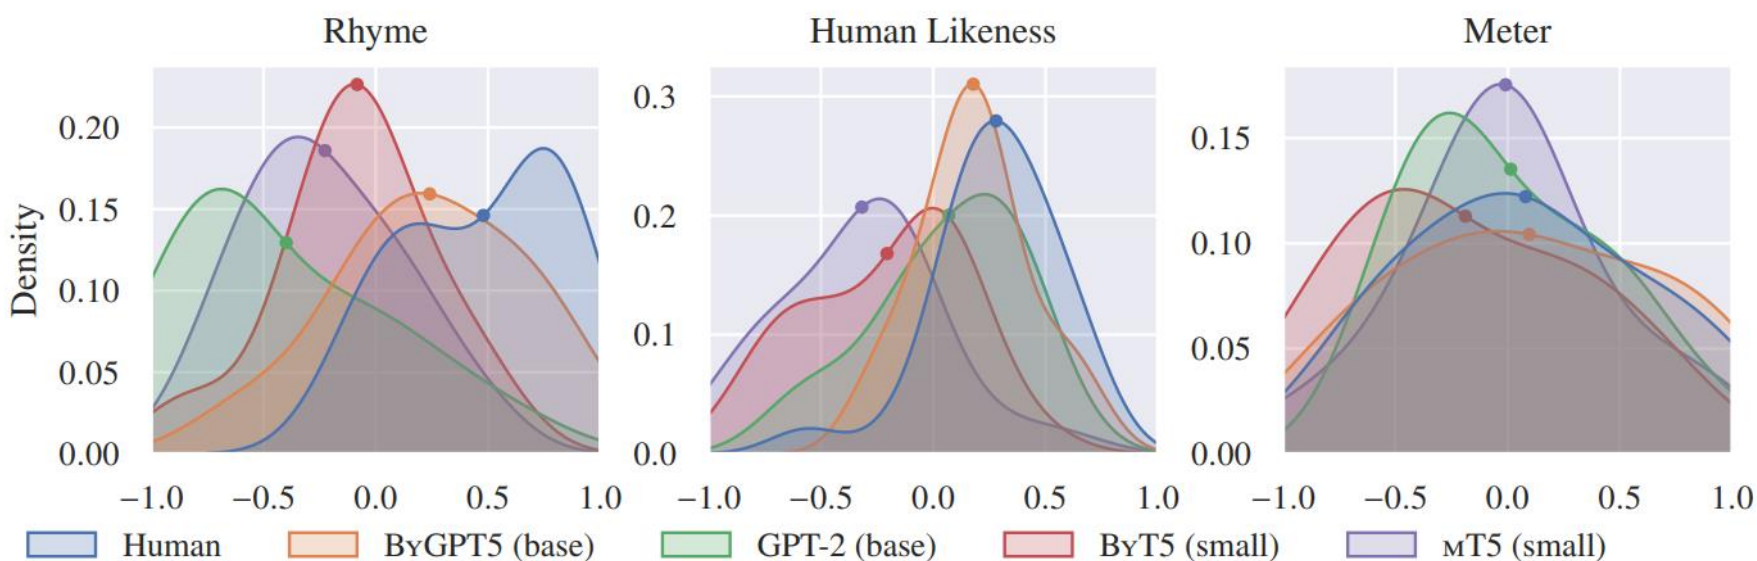 Rhyme
Human Likeness
Meter
Density
0.20
0.15
0.10
0.05
0.00
−1.0 −0.5 0.0 0.5 1.0
0.3
0.2
0.1
0.0
−1.0 −0.5 0.0 0.5 1.0
0.15
0.10
0.05
0.00
−1.0 −0.5 0.0 0.5 1.0
Human
ByGPT5 (base)
GPT-2 (base)
ByT5 (small)
mT5 (small)